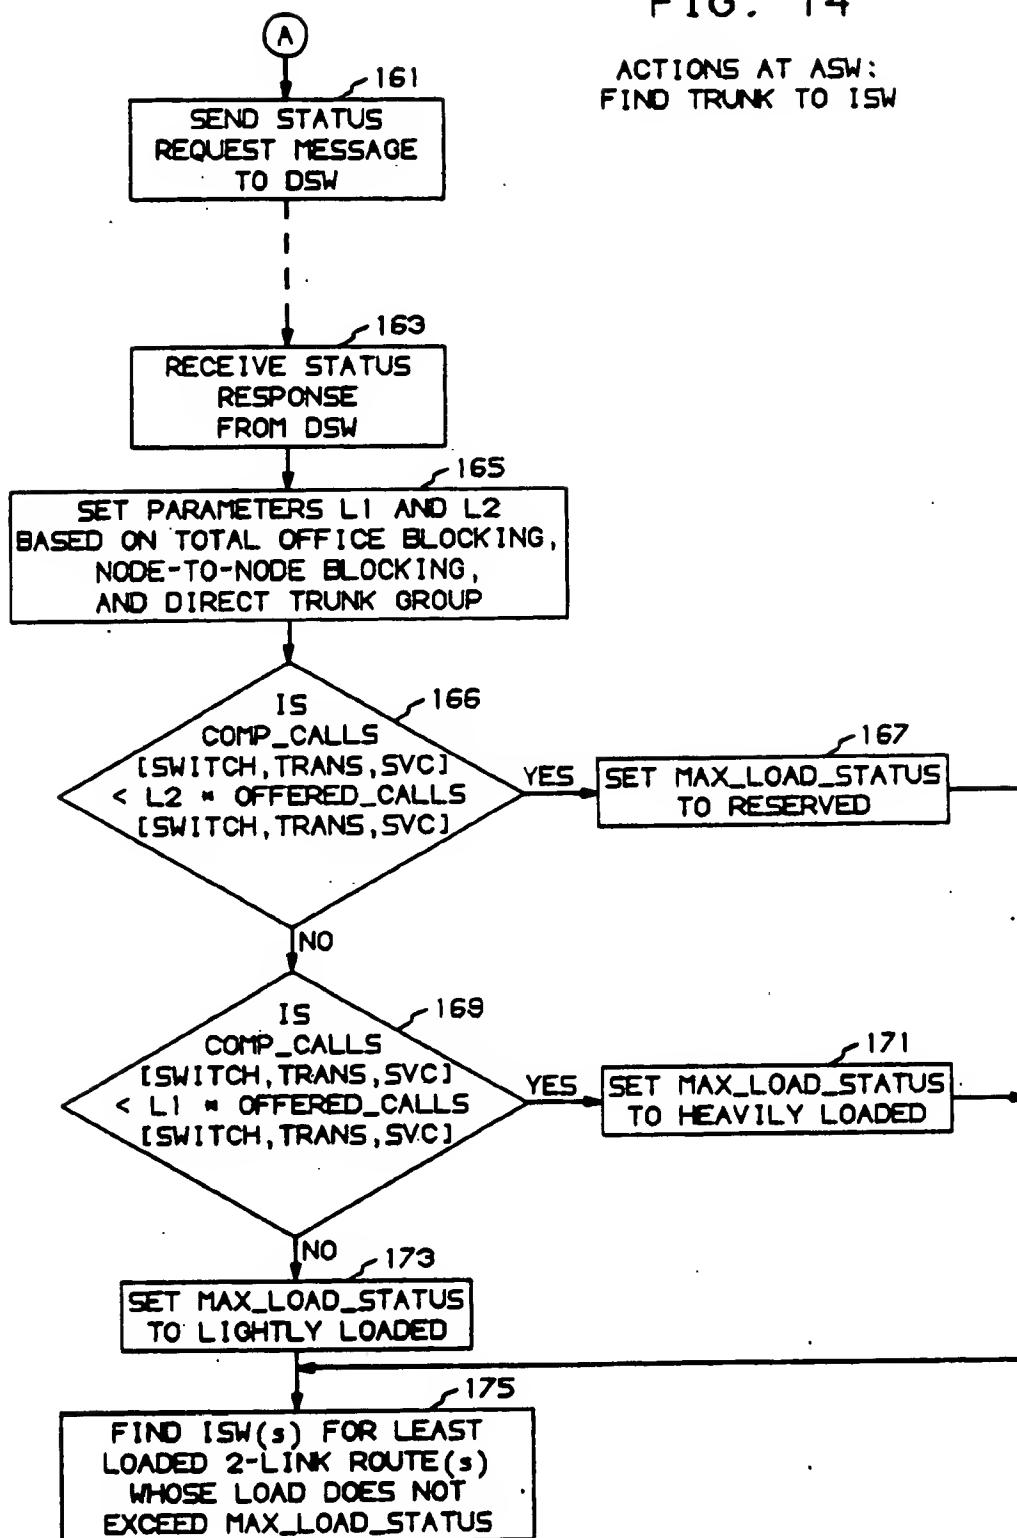 FIG. 14
ACTIONS AT ASW:
FIND TRUNK TO ISW
A
161
SEND STATUS
REQUEST MESSAGE
TO DSW
163
RECEIVE STATUS
RESPONSE
FROM DSW
165
SET PARAMETERS L1 AND L2
BASED ON TOTAL OFFICE BLOCKING,
NODE-TO-NODE BLOCKING,
AND DIRECT TRUNK GROUP
166
IS
COMP_CALLS
[SWITCH,TRANS,SVC]
< L2 * OFFERED_CALLS
[SWITCH,TRANS,SVC]
YES
167
SET MAX_LOAD_STATUS
TO RESERVED
NO
169
IS
COMP_CALLS
[SWITCH,TRANS,SVC]
< L1 * OFFERED_CALLS
[SWITCH,TRANS,SVC]
YES
171
SET MAX_LOAD_STATUS
TO HEAVILY LOADED
NO
173
SET MAX_LOAD_STATUS
TO LIGHTLY LOADED
175
FIND ISW(s) FOR LEAST
LOADED 2-LINK ROUTE(s)
WHOSE LOAD DOES NOT
EXCEED MAX_LOAD_STATUS